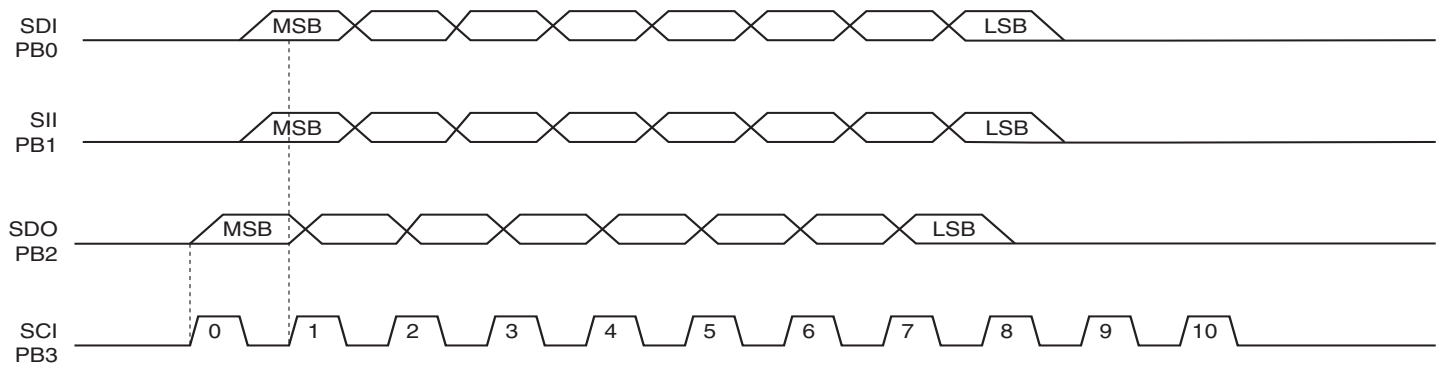 SDI MSB LSB
PB0
SII MSB LSB
PB1
SDO MSB LSB
PB2
SCI 0 1 2 3 4 5 6 7 8 9 10
PB3